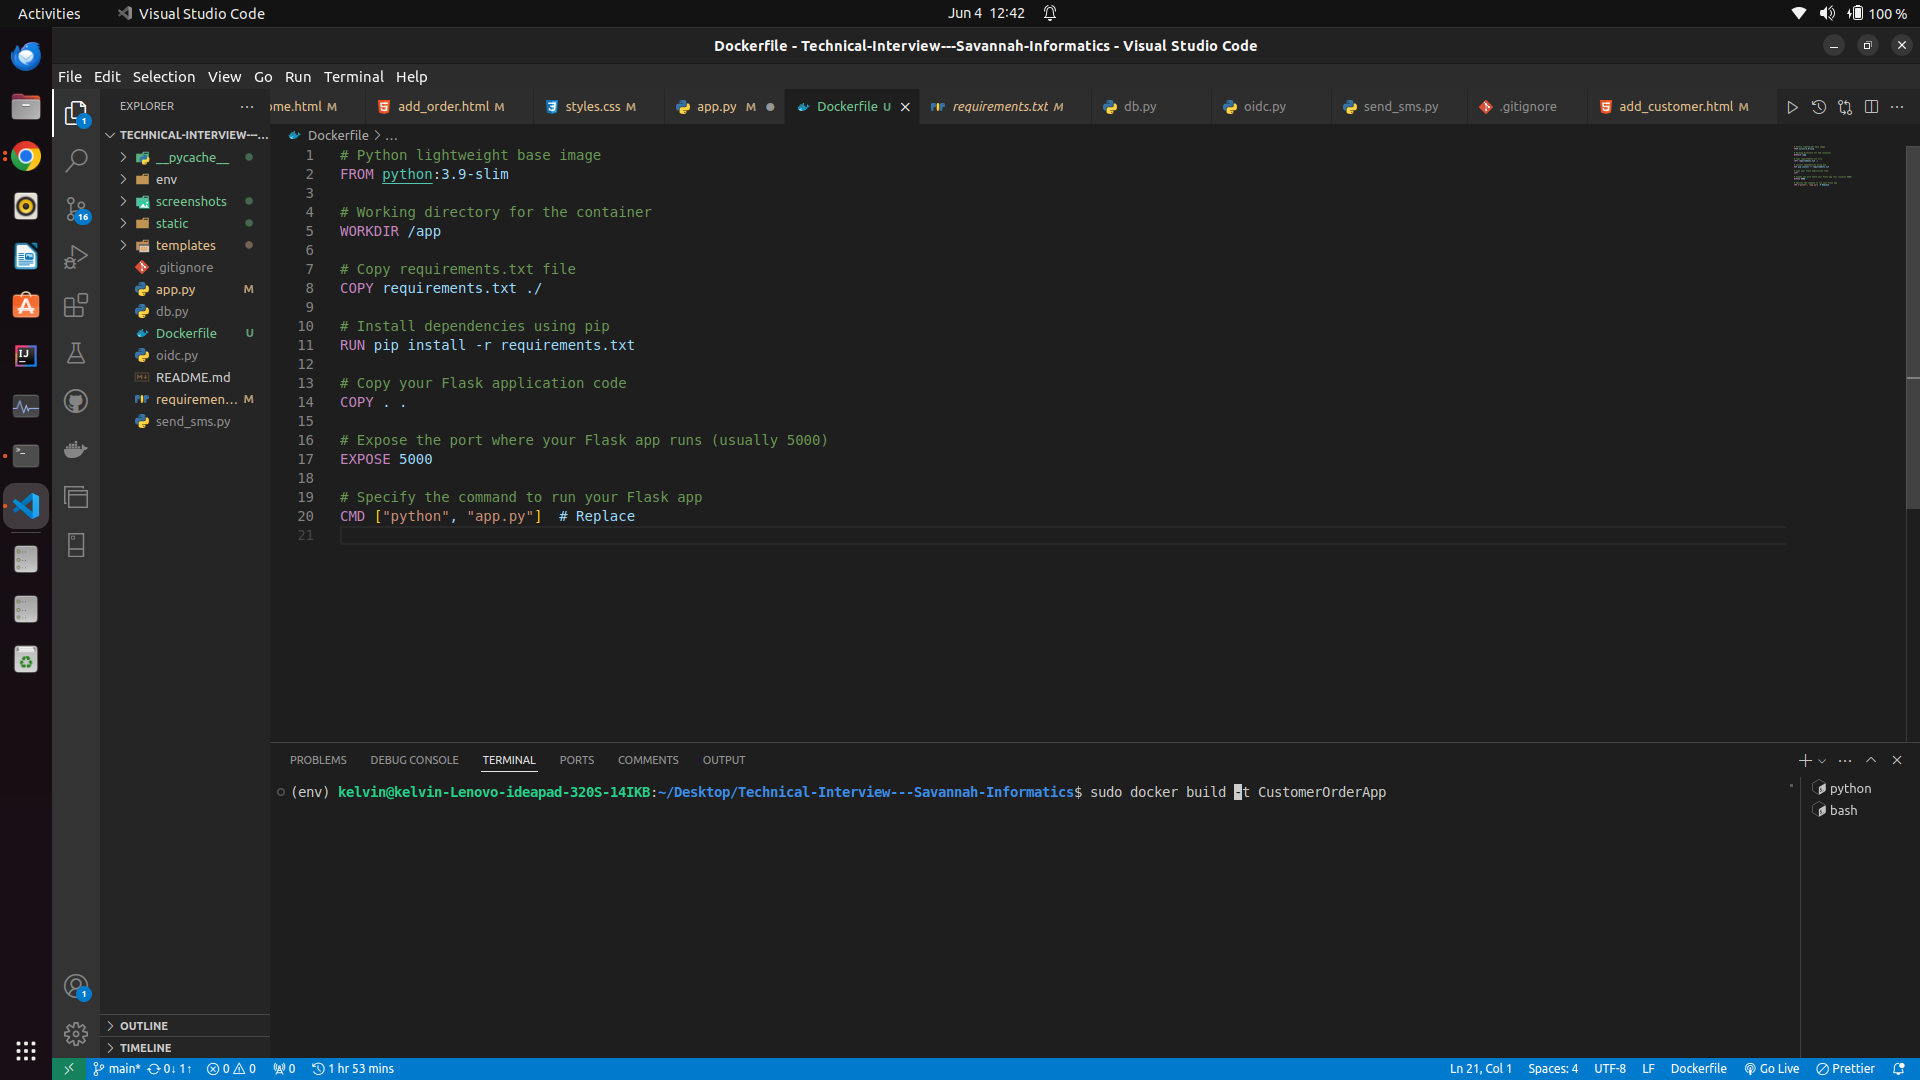 Activities Visual Studio Code Jun 4 12:42 100 %
Dockerfile - Technical-Interview---Savannah-Informatics - Visual Studio Code
File Edit Selection View Go Run Terminal Help
EXPLORER
ome.html M add_order.html M styles.css M app.py M Dockerfile U requirements.txt M db.py oidc.py send_sms.py .gitignore add_customer.html M
TECHNICAL-INTERVIEW---...
__pycache__
env
screenshots
static
templates
.gitignore
app.py M
db.py
Dockerfile U
oidc.py
README.md
requiremen... M
send_sms.py
1
16
Dockerfile > ...
1 # Python lightweight base image
2 FROM python:3.9-slim
3
4 # Working directory for the container
5 WORKDIR /app
6
7 # Copy requirements.txt file
8 COPY requirements.txt ./
9
10 # Install dependencies using pip
11 RUN pip install -r requirements.txt
12
13 # Copy your Flask application code
14 COPY . .
15
16 # Expose the port where your Flask app runs (usually 5000)
17 EXPOSE 5000
18
19 # Specify the command to run your Flask app
20 CMD ["python", "app.py"]  # Replace
21
PROBLEMS DEBUG CONSOLE TERMINAL PORTS COMMENTS OUTPUT
(env) kelvin@kelvin-Lenovo-ideapad-320S-14IKB:~/Desktop/Technical-Interview---Savannah-Informatics$ sudo docker build -t CustomerOrderApp
python
bash
1
OUTLINE
TIMELINE
main* 0↓ 1↑ 0 0 0 1 hr 53 mins Ln 21, Col 1 Spaces: 4 UTF-8 LF Dockerfile Go Live Prettier